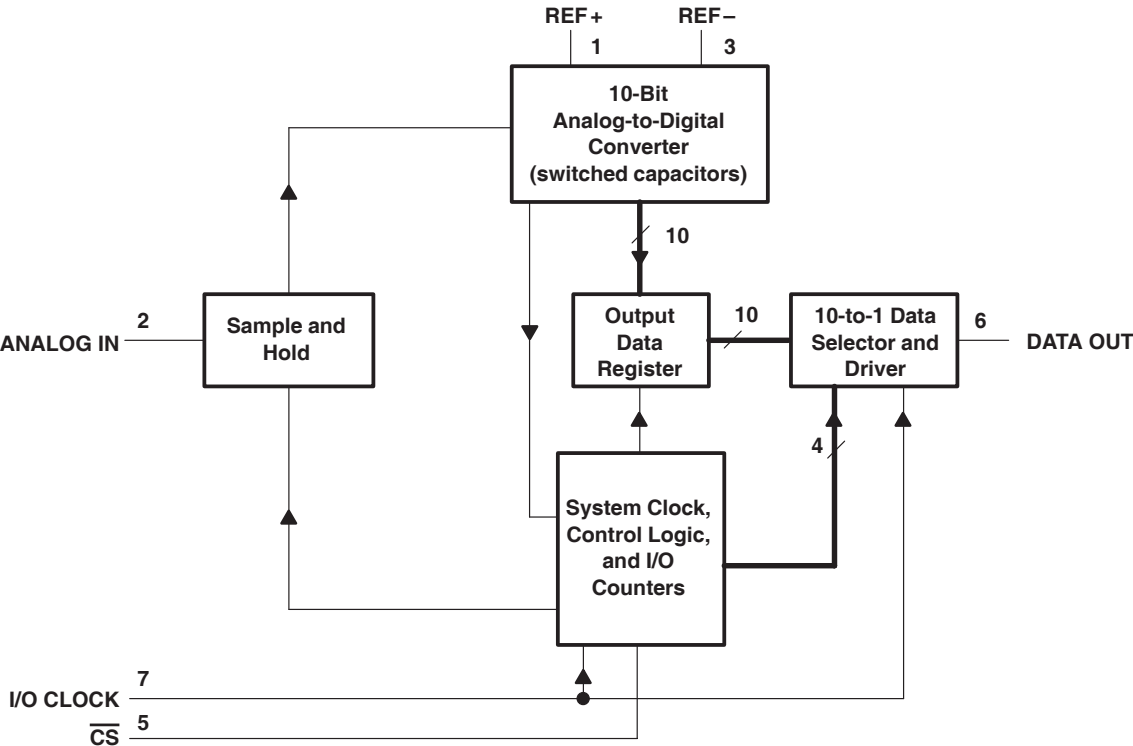 REF+
REF–
1
3
10-Bit
Analog-to-Digital
Converter
(switched capacitors)
10
2
ANALOG IN
Sample and
Hold
Output
Data
Register
10
10-to-1 Data
Selector and
Driver
6
DATA OUT
4
System Clock,
Control Logic,
and I/O
Counters
7
I/O CLOCK
5
C̅S̅